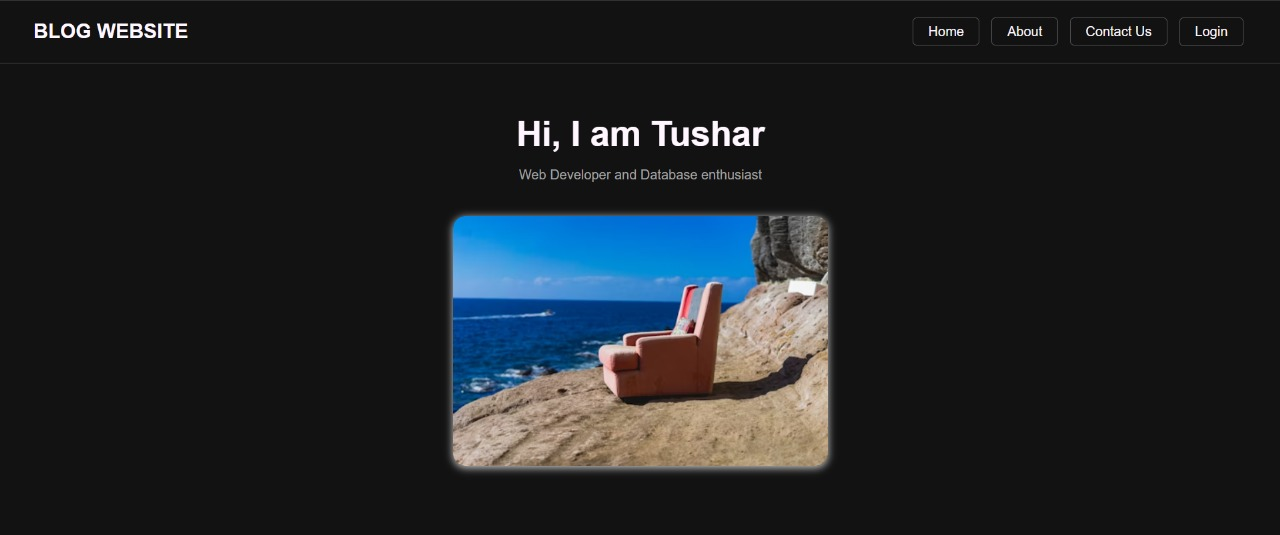 BLOG WEBSITE
Home About Contact Us Login
Hi, I am Tushar
Web Developer and Database enthusiast